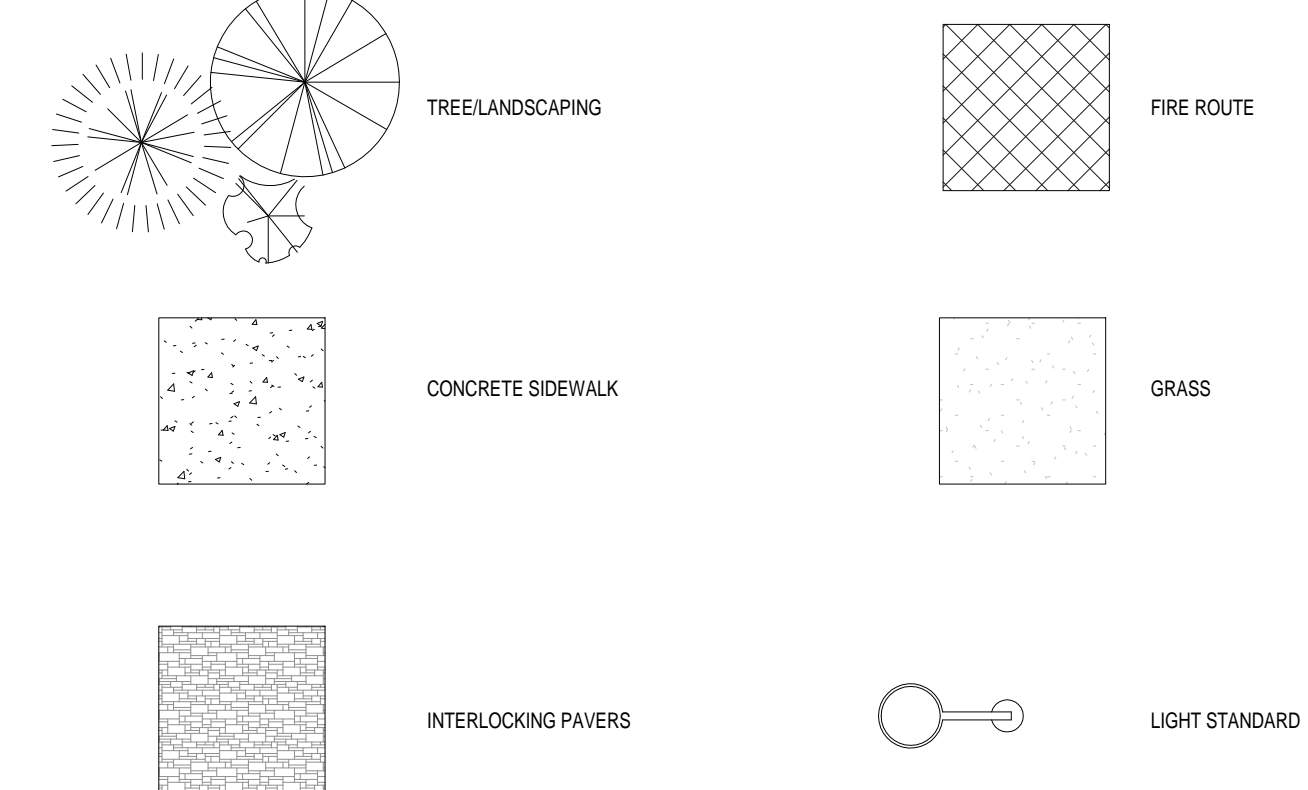 TREE/LANDSCAPING
FIRE ROUTE
CONCRETE SIDEWALK
GRASS
INTERLOCKING PAVERS
LIGHT STANDARD